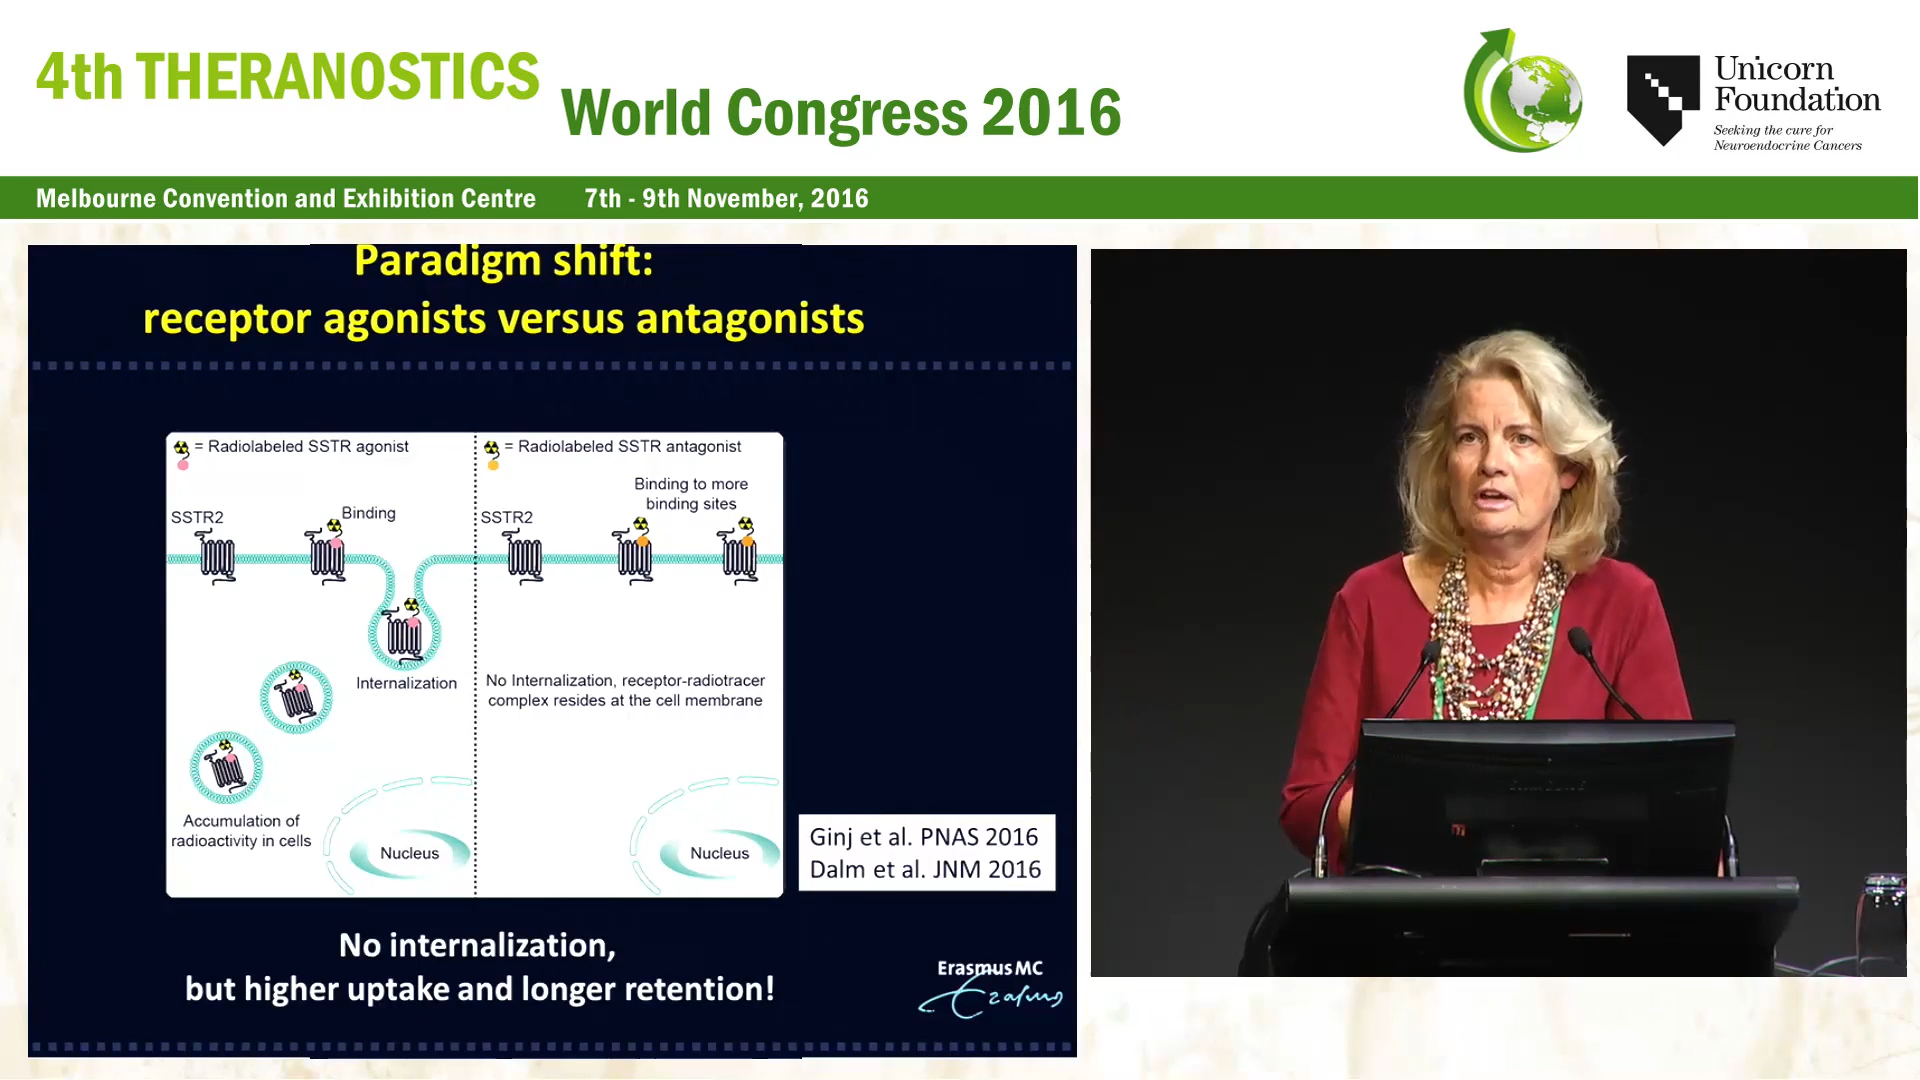 4th THERANOSTICS
World Congress 2016
Unicorn
Foundation
Seeking the cure for
Neuroendocrine Cancers
Melbourne Convention and Exhibition Centre 7th - 9th November, 2016
Paradigm shift:
receptor agonists versus antagonists
= Radiolabeled SSTR agonist
= Radiolabeled SSTR antagonist
SSTR2
Binding
SSTR2
Binding to more
binding sites
Internalization
No Internalization, receptor-radiotracer
complex resides at the cell membrane
Accumulation of
radioactivity in cells
Nucleus
Nucleus
Ginj et al. PNAS 2016
Dalm et al. JNM 2016
No internalization,
but higher uptake and longer retention!
Erasmus MC
Erasmus